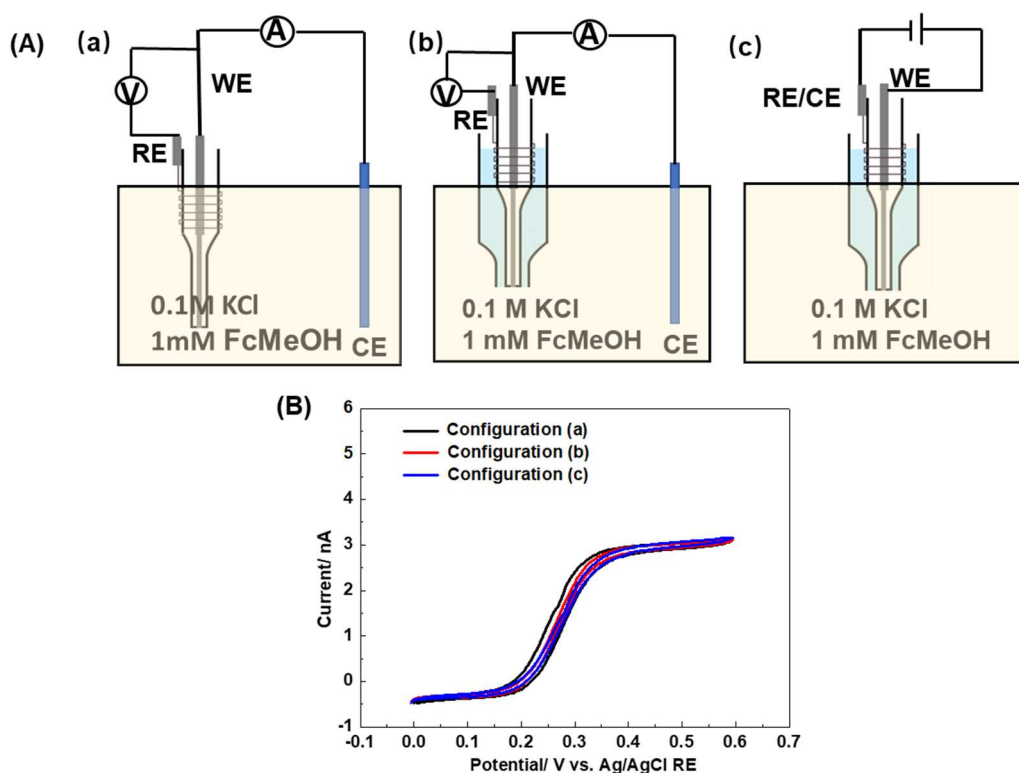 (A)
(a)
A
V
WE
RE
0.1M KCl
1mM FcMeOH
CE
(b)
A
V
WE
RE
0.1 M KCl
1 mM FcMeOH
CE
(c)
WE
RE/CE
0.1 M KCl
1 mM FcMeOH
(B)
6
5
4
3
2
1
0
-1
Current/ nA
Configuration (a)
Configuration (b)
Configuration (c)
-0.1 0.0 0.1 0.2 0.3 0.4 0.5 0.6 0.7
Potential/ V vs. Ag/AgCl RE